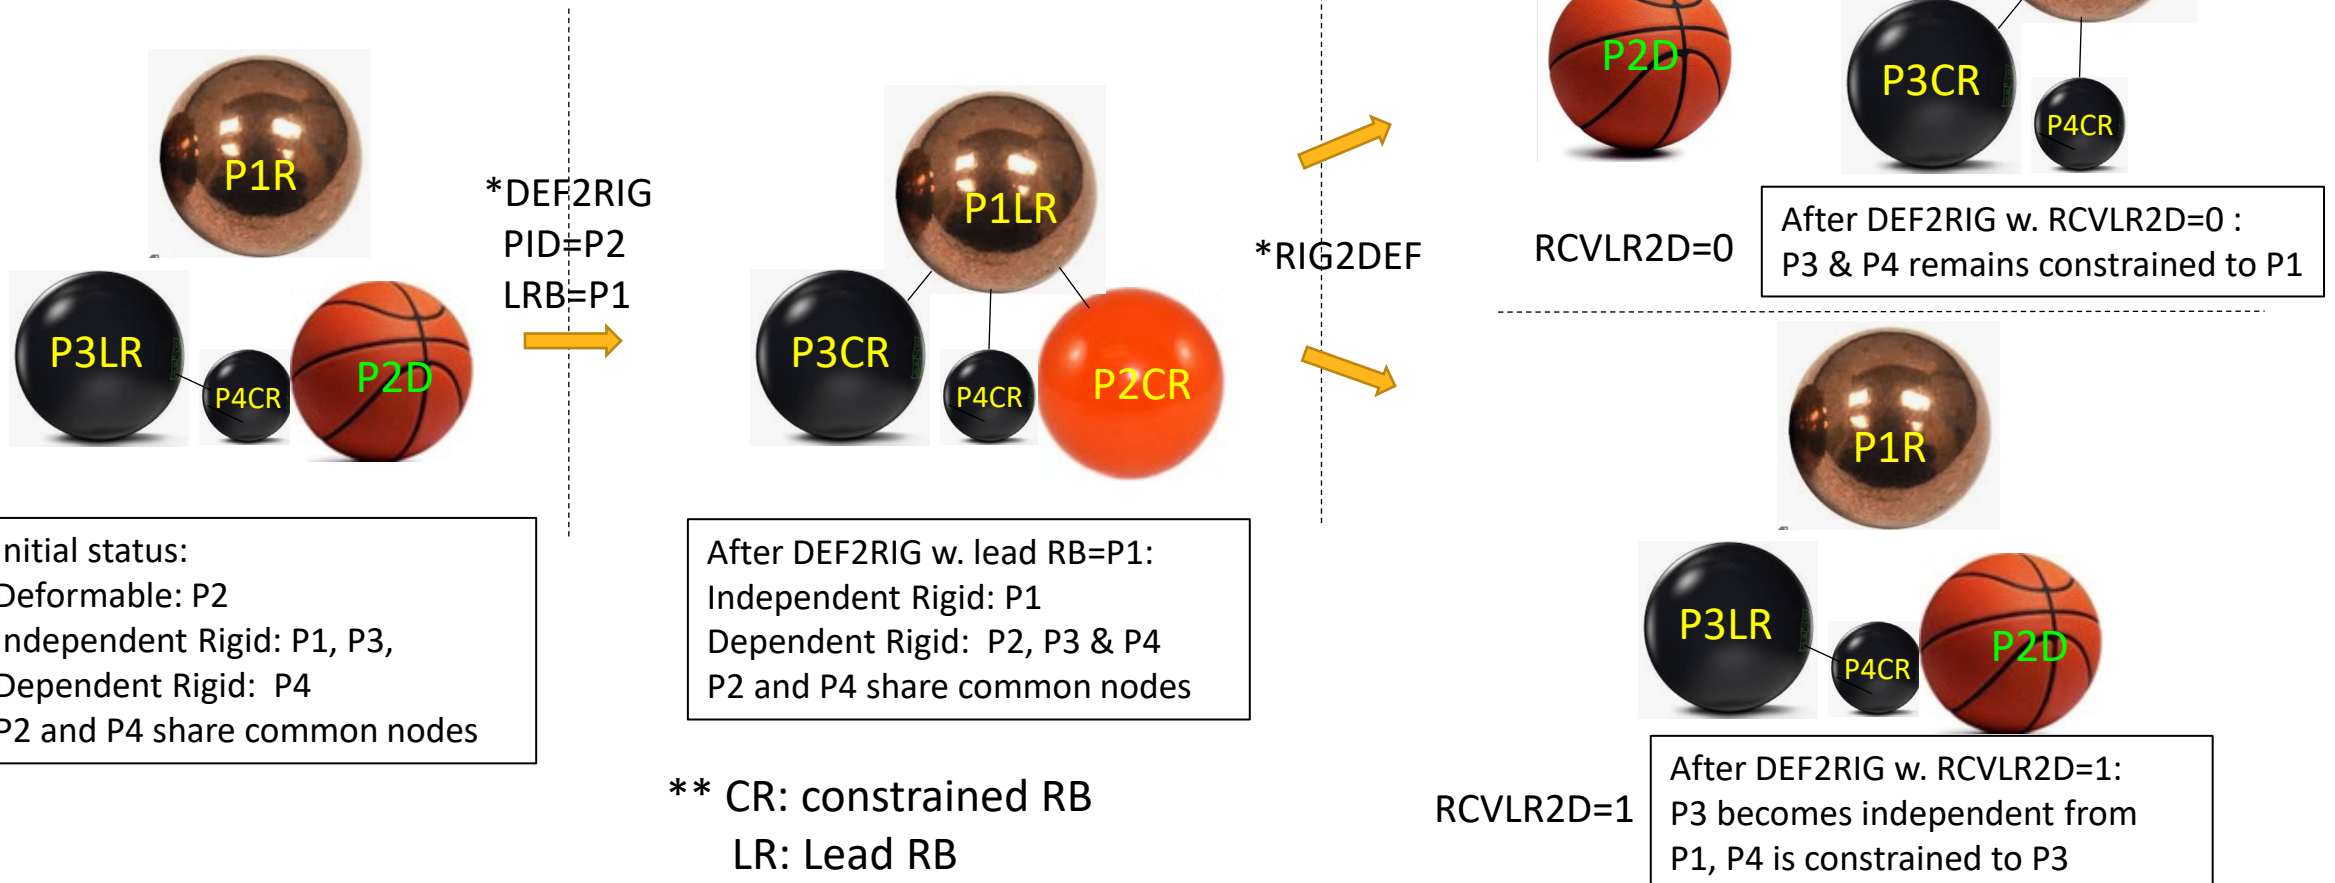 P1R
P3LR
P4CR
P2D
*DEF2RIG
PID=P2
LRB=P1
nitial status:
Deformable: P2
ndependent Rigid: P1, P3,
Dependent Rigid: P4
P2 and P4 share common nodes
P1LR
P3CR
P4CR
P2CR
After DEF2RIG w. lead RB=P1:
Independent Rigid: P1
Dependent Rigid: P2, P3 & P4
P2 and P4 share common nodes
** CR: constrained RB
LR: Lead RB
*RIG2DEF
P2D
P3CR
P4CR
RCVLR2D=0
After DEF2RIG w. RCVLR2D=0 :
P3 & P4 remains constrained to P1
P1R
P3LR
P4CR
P2D
RCVLR2D=1
After DEF2RIG w. RCVLR2D=1:
P3 becomes independent from
P1, P4 is constrained to P3